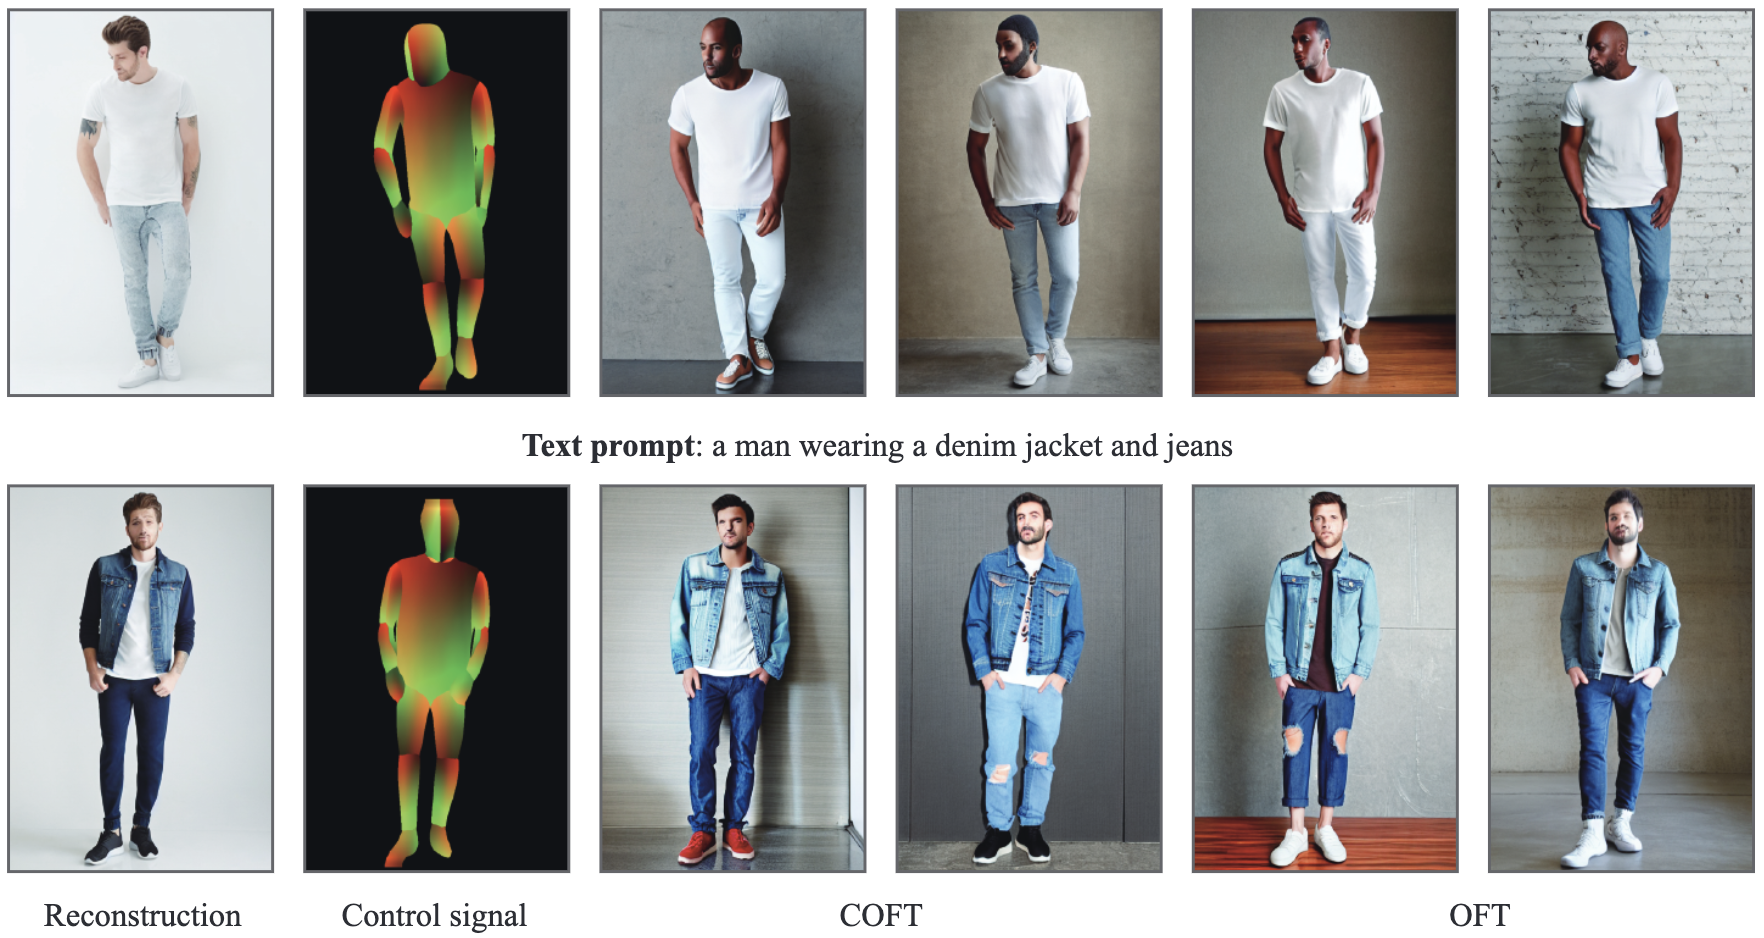 Text prompt: a man wearing a denim jacket and jeans
Reconstruction Control signal COFT OFT